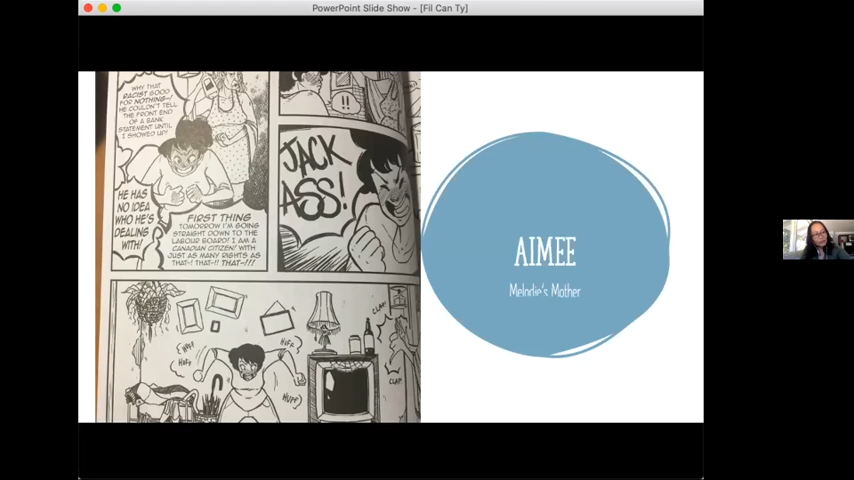 PowerPoint Slide Show - [Fil Can Ty]
WHY THAT
RACIST GOOD
FOR NOTHING-!
HE COULDN'T TELL
THE FRONT END
OF A BANK
STATEMENT UNTIL
I SHOWED UP!
!!
HE HAS
NO IDEA
WHO HE'S
DEALING
WITH!
FIRST THING
TOMORROW I'M GOING
STRAIGHT DOWN TO THE
LABOUR BOARD! I AM A
CANADIAN CITIZEN! WITH
JUST AS MANY RIGHTS AS
THAT-! THAT-!! THAT-!!!
JACK
ASS!
HUFF
HUFF
HUFF
HUFF
CLAP!
CLAP!
AIMEE
Melodie's Mother